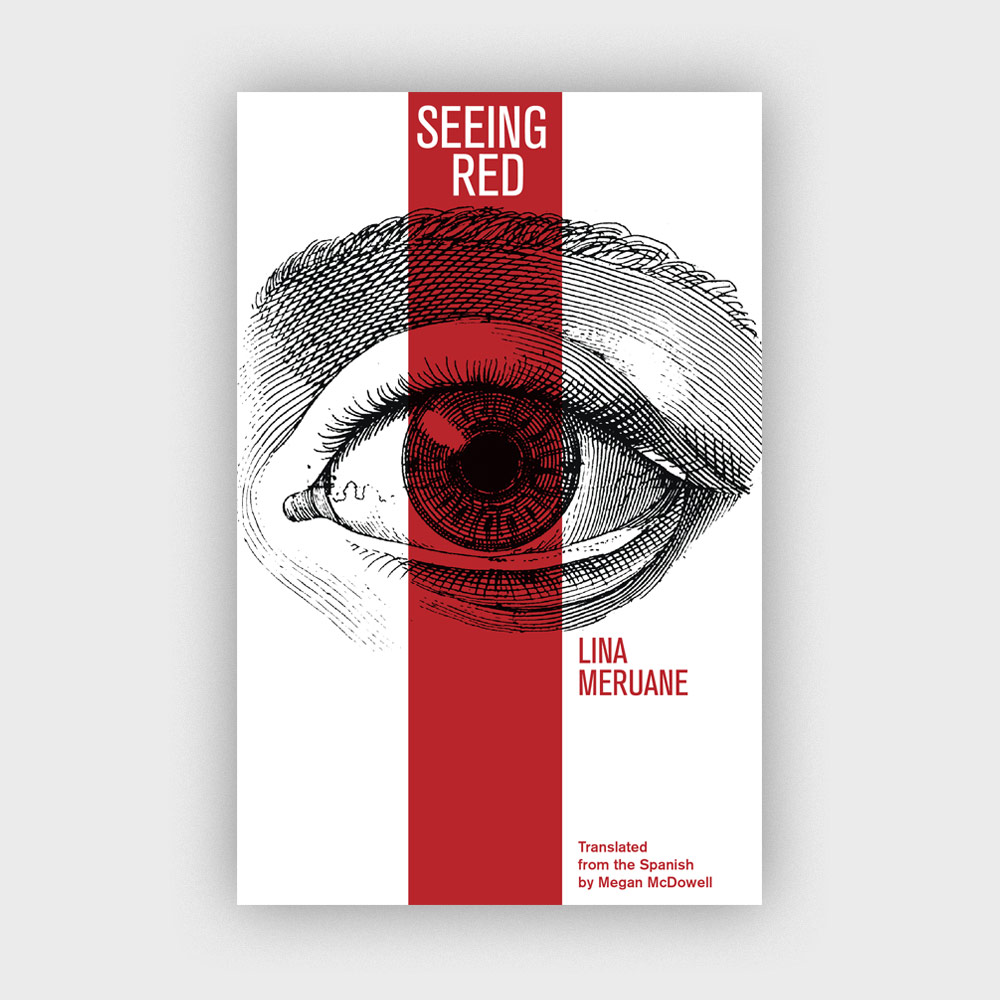 SEEING
RED
LINA
MERUANE
Translated
from the Spanish
by Megan McDowell